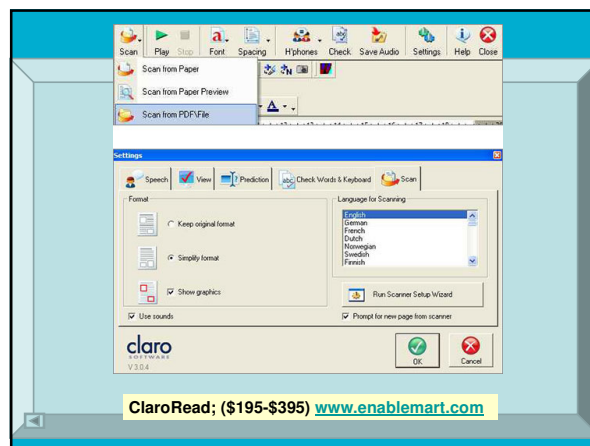 Scan Play Stop Font Spacing H'phones Check Save Audio Settings Help Close
Scan from Paper
Scan from Paper Preview
Scan from PDF\File
Settings
Speech View Prediction Check Words & Keyboard Scan
Format
Keep original format
Simplify format
Show graphics
Language for Scanning
English
German
French
Dutch
Norwegian
Swedish
Finnish
Run Scanner Setup Wizard
Use sounds
Prompt for new page from scanner
claro
SOFTWARE
V 3.0.4
OK Cancel
ClaroRead; ($195-$395) www.enablemart.com